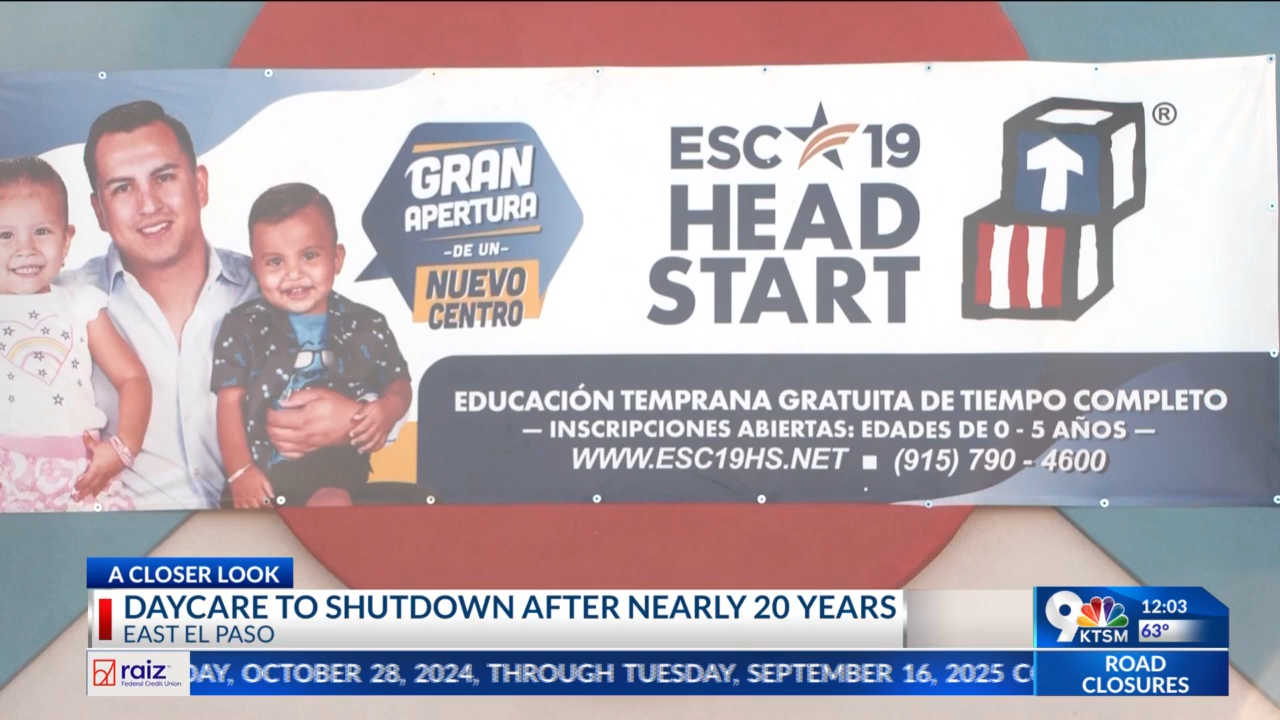 GRAN
APERTURA
-DE UN-
NUEVO
CENTRO
ESC 19
HEAD
START
®
EDUCACIÓN TEMPRANA GRATUITA DE TIEMPO COMPLETO
— INSCRIPCIONES ABIERTAS: EDADES DE 0 - 5 AÑOS —
WWW.ESC19HS.NET ■ (915) 790 - 4600
A CLOSER LOOK
DAYCARE TO SHUTDOWN AFTER NEARLY 20 YEARS
EAST EL PASO
9
KTSM
12:03
63°
raiz
Federal Credit Union
DAY, OCTOBER 28, 2024, THROUGH TUESDAY, SEPTEMBER 16, 2025 C
ROAD
CLOSURES